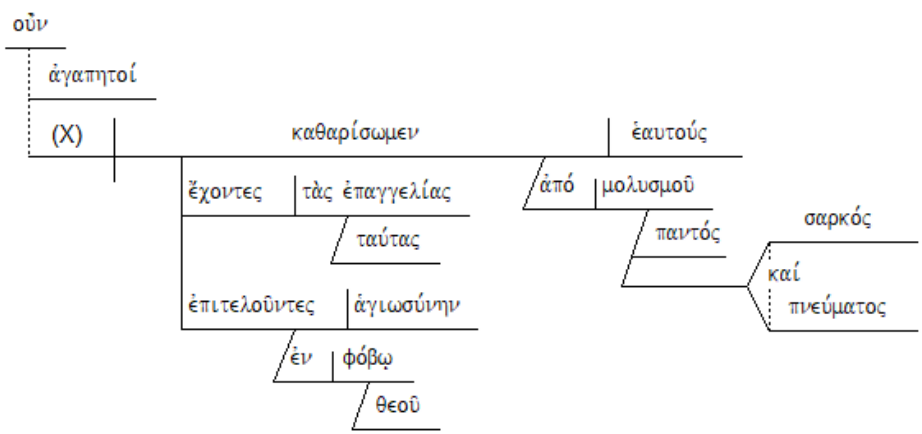 οὖν
ἀγαπητοί
(X) καθαρίσωμεν ἑαυτούς
ἔχοντες τὰς ἐπαγγελίας ἀπό μολυσμοῦ
ταύτας παντός σαρκός
καί
ἐπιτελοῦντες ἁγιωσύνην πνεύματος
ἐν φόβῳ
θεοῦ